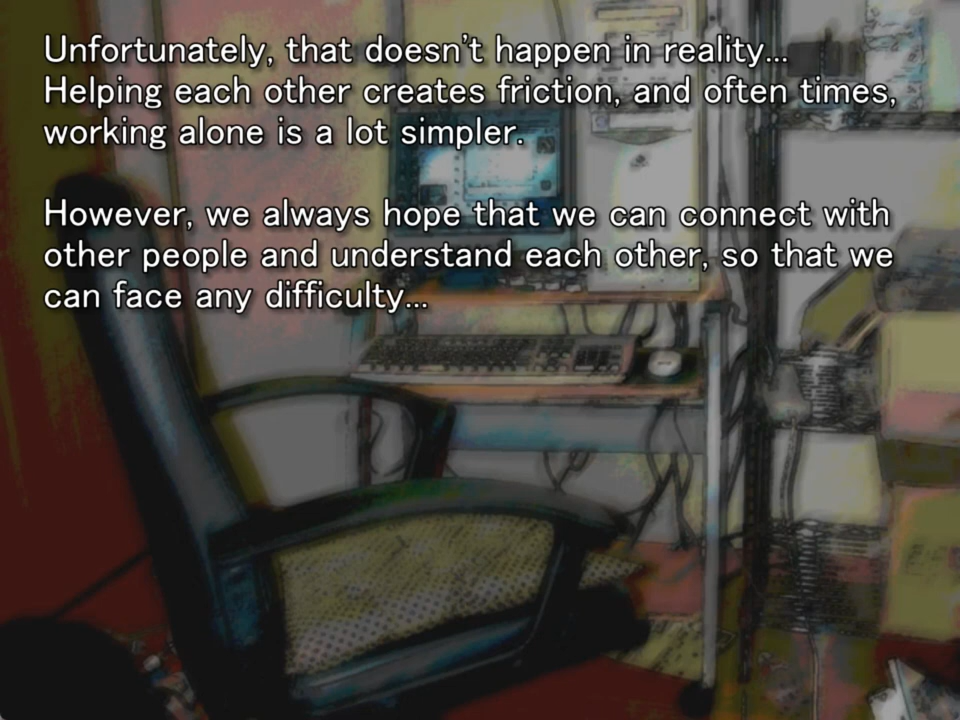 Unfortunately, that doesn't happen in reality...
Helping each other creates friction, and often times,
working alone is a lot simpler.
However, we always hope that we can connect with
other people and understand each other, so that we
can face any difficulty...